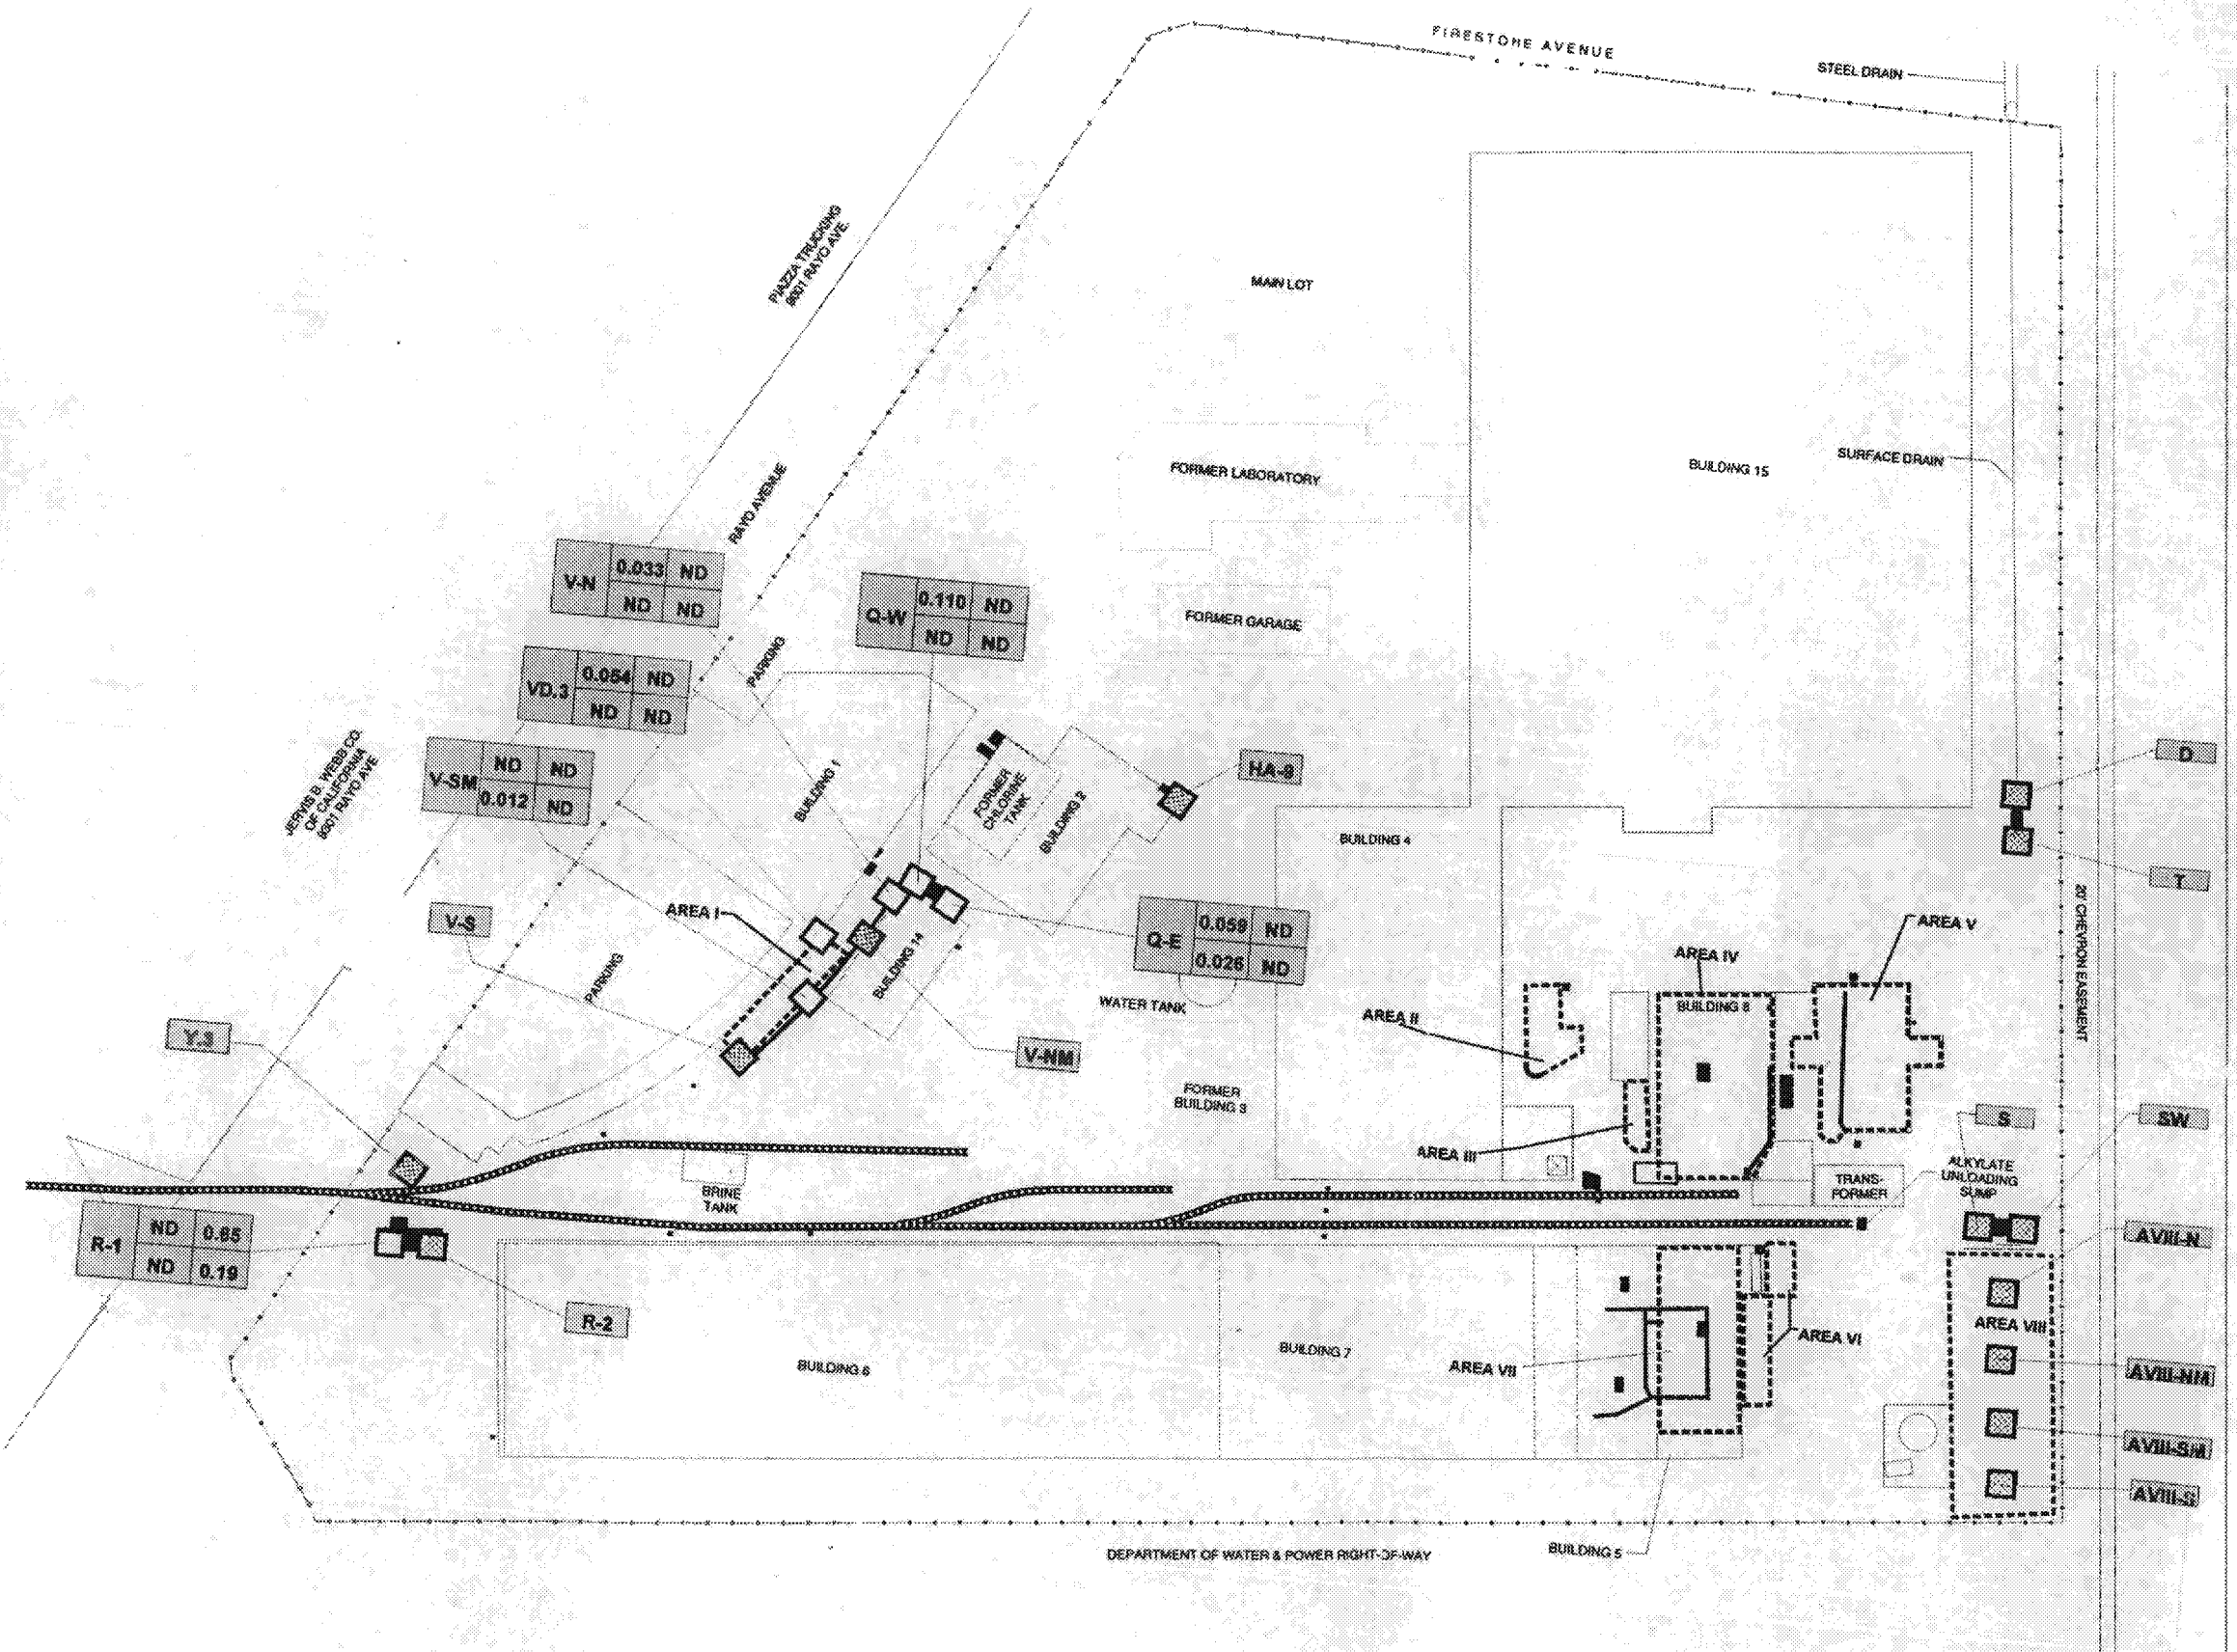 FIRESTONE AVENUE
STEEL DRAIN
PIAZZA TRUCKING
9001 RAYO AVE.
MAIN LOT
FORMER LABORATORY
BUILDING 15
SURFACE DRAIN
RAYO AVENUE
V-N 0.033 ND
ND ND
Q-W 0.110 ND
ND ND
FORMER GARAGE
PARKING
VD.3 0.054 ND
ND ND
V-SM ND ND
0.012 ND
JERVIS B. WEBB CO.
OF CALIFORNIA
9301 RAYO AVE
BUILDING 1
FORMER
CHLORINE
TANK
BUILDING 2
HA-9
D
BUILDING 4
T
20' CHEVRON EASEMENT
V-S
AREA I
BUILDING 14
Q-E 0.059 ND
0.026 ND
WATER TANK
AREA V
AREA IV
BUILDING 8
AREA II
PARKING
Y.3
V-NM
FORMER
BUILDING 3
AREA III
S
SW
ALKYLATE
UNLOADING
SUMP
TRANS-
FORMER
BRINE
TANK
R-1 ND 0.65
ND 0.19
AVIII-N
R-2
AREA VIII
AREA VI
BUILDING 7
BUILDING 6
AREA VII
AVIII-NM
AVIII-SM
AVIII-S
DEPARTMENT OF WATER & POWER RIGHT-OF-WAY
BUILDING 5